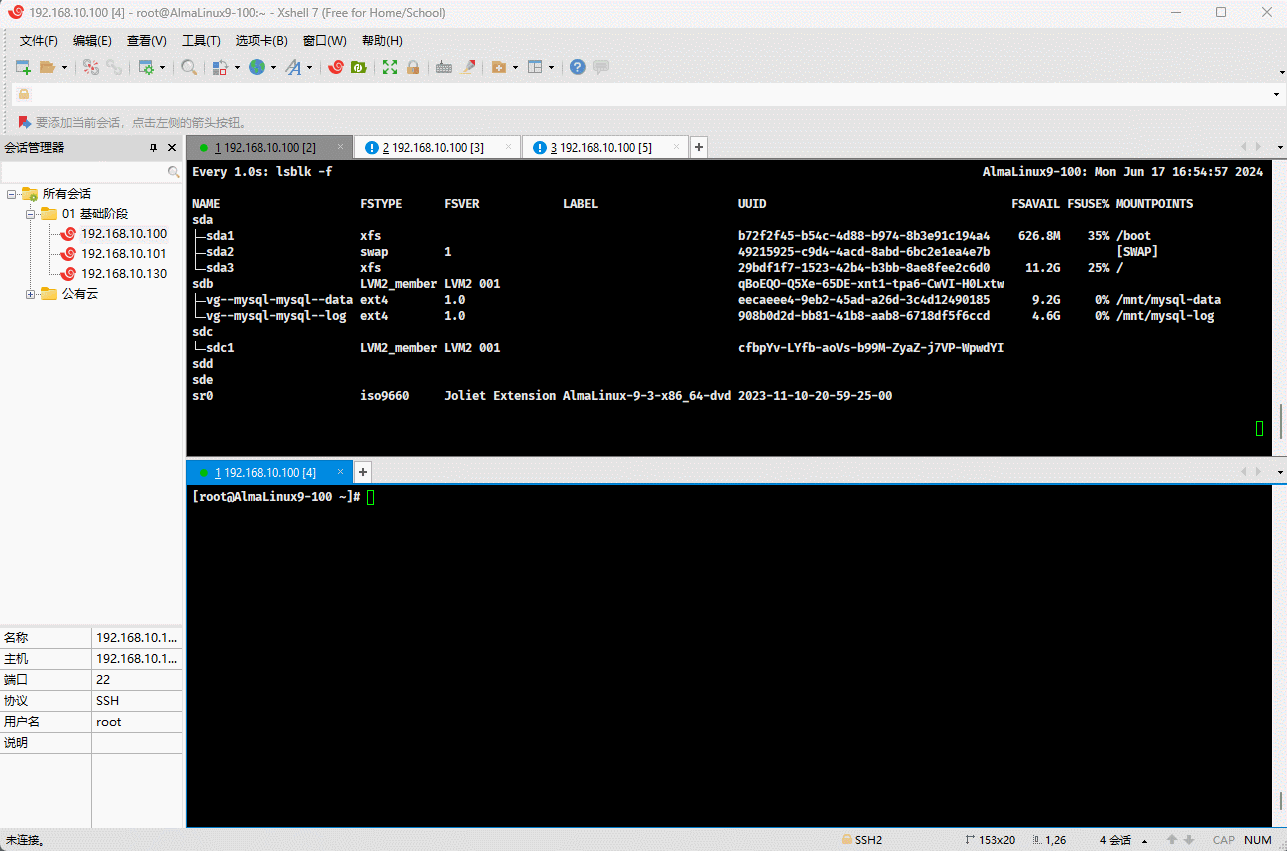 192.168.10.100 [4] - root@AlmaLinux9-100:~ - Xshell 7 (Free for Home/School)
文件(F) 编辑(E) 查看(V) 工具(T) 选项卡(B) 窗口(W) 帮助(H)
要添加当前会话，点击左侧的箭头按钮。
会话管理器
所有会话
01 基础阶段
192.168.10.100
192.168.10.101
192.168.10.130
公有云
名称 192.168.10.1...
主机 192.168.10.1...
端口 22
协议 SSH
用户名 root
说明
1 192.168.10.100 [2] 2 192.168.10.100 [3] 3 192.168.10.100 [5]
Every 1.0s: lsblk -f AlmaLinux9-100: Mon Jun 17 16:54:57 2024
NAME FSTYPE FSVER LABEL UUID FSAVAIL FSUSE% MOUNTPOINTS
sda
├─sda1 xfs b72f2f45-b54c-4d88-b974-8b3e91c194a4 626.8M 35% /boot
├─sda2 swap 1 49215925-c9d4-4acd-8abd-6bc2e1ea4e7b [SWAP]
└─sda3 xfs 29bdf1f7-1523-42b4-b3bb-8ae8fee2c6d0 11.2G 25% /
sdb LVM2_member LVM2 001 qBoEQO-Q5Xe-65DE-xnt1-tpa6-CwVI-H0Lxtw
├─vg--mysql-mysql--data ext4 1.0 eecaeee4-9eb2-45ad-a26d-3c4d12490185 9.2G 0% /mnt/mysql-data
└─vg--mysql-mysql--log ext4 1.0 908b0d2d-bb81-41b8-aab8-6718df5f6ccd 4.6G 0% /mnt/mysql-log
sdc
└─sdc1 LVM2_member LVM2 001 cfbpYv-LYfb-aoVs-b99M-ZyaZ-j7VP-WpwdYI
sdd
sde
sr0 iso9660 Joliet Extension AlmaLinux-9-3-x86_64-dvd 2023-11-10-20-59-25-00
1 192.168.10.100 [4]
[root@AlmaLinux9-100 ~]#
未连接。 SSH2 153x20 1,26 4 会话 CAP NUM